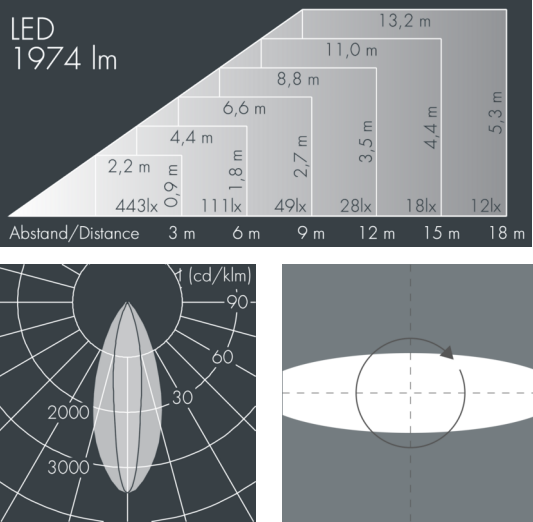 LED
1974 lm
13,2 m
11,0 m
8,8 m
6,6 m
4,4 m
2,2 m
0,9 m
1,8 m
2,7 m
3,5 m
4,4 m
5,3 m
443lx
111lx
49lx
28lx
18lx
12lx
Abstand/Distance 3 m 6 m 9 m 12 m 15 m 18 m
(cd/klm)
90
60
30
2000
3000